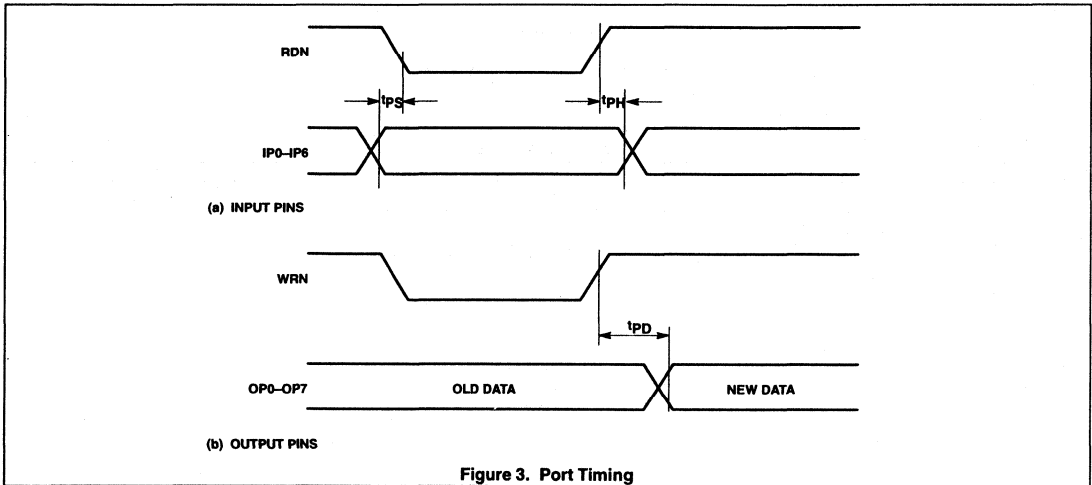 RDN
tPS
tPH
IP0–IP6
(a) INPUT PINS
WRN
tPD
OP0–OP7
OLD DATA
NEW DATA
(b) OUTPUT PINS
Figure 3. Port Timing